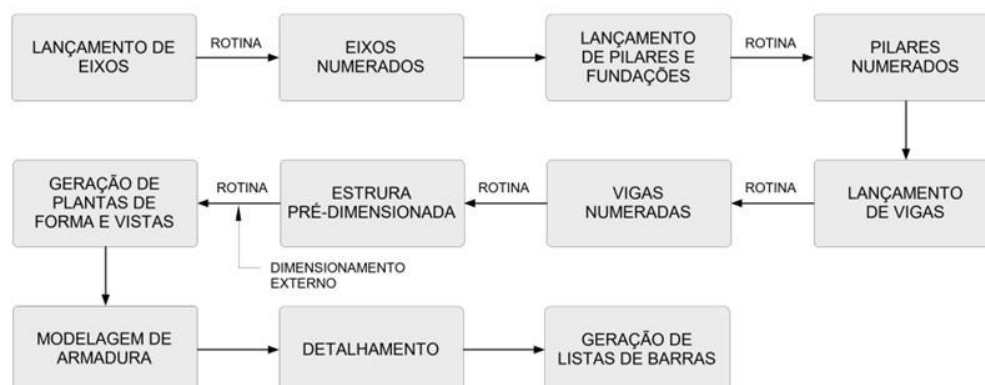 LANÇAMENTO DE
EIXOS
ROTINA
EIXOS
NUMERADOS
LANÇAMENTO
DE PILARES E
FUNDAÇÕES
ROTINA
PILARES
NUMERADOS
LANÇAMENTO
DE VIGAS
ROTINA
VIGAS
NUMERADAS
ROTINA
ESTRURA
PRÉ-DIMENSIONADA
ROTINA
DIMENSIONAMENTO
EXTERNO
GERAÇÃO DE
PLANTAS DE
FORMA E VISTAS
MODELAGEM DE
ARMADURA
DETALHAMENTO
GERAÇÃO DE
LISTAS DE BARRAS